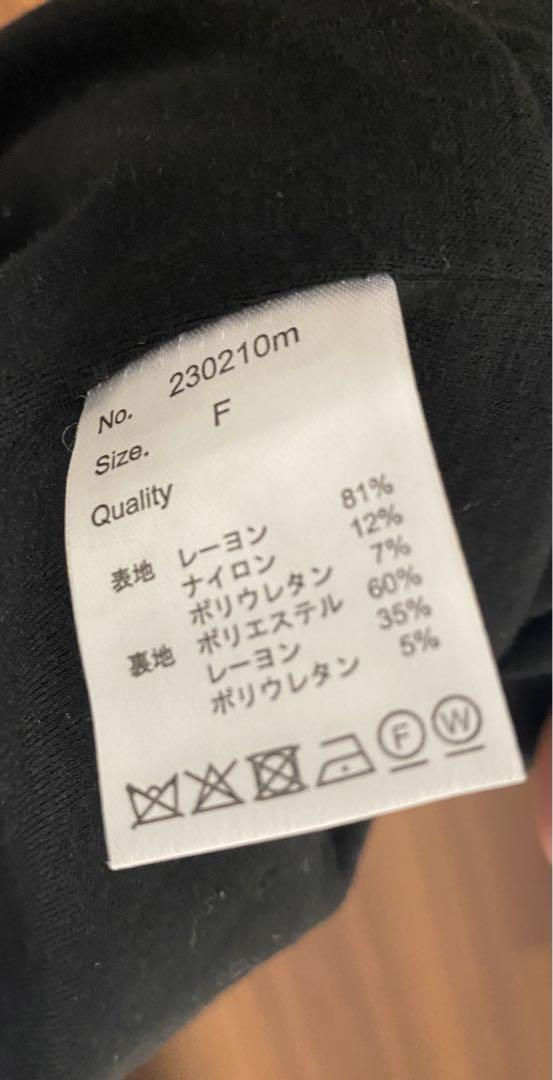 No. 230210m
Size. F
Quality
表地 レーヨン 81%
ナイロン 12%
ポリウレタン 7%
裏地 ポリエステル 60%
レーヨン 35%
ポリウレタン 5%
F W